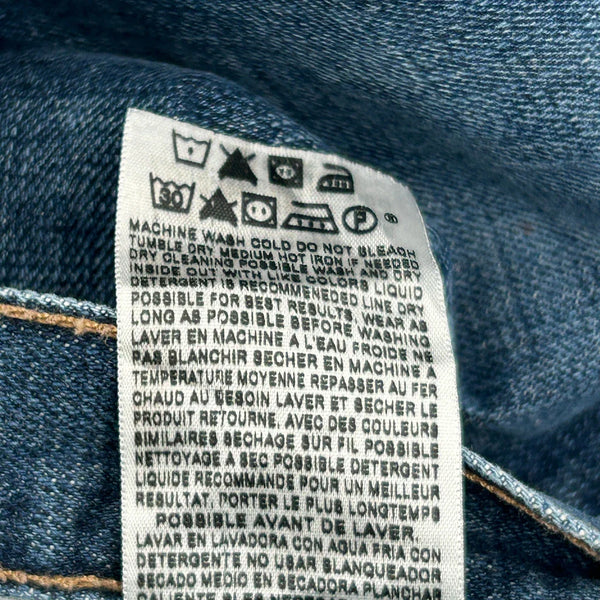 30 P ®
MACHINE WASH COLD DO NOT BLEACH
TUMBLE DRY MEDIUM HOT IRON IF NEEDED
DRY CLEANING POSSIBLE WASH AND DRY
INSIDE OUT WITH LIKE COLORS LIQUID
DETERGENT IS RECOMMENEDED LINE DRY
POSSIBLE FOR BEST RESULTS, WEAR AS
LONG AS POSSIBLE BEFORE WASHING
LAVER EN MACHINE A L'EAU FROIDE NE
PAS BLANCHIR SECHER EN MACHINE A
TEMPERATURE MOYENNE REPASSER AU FER
CHAUD AU BESOIN LAVER ET SECHER LE
PRODUIT RETOURNE. AVEC DES COULEURS
SIMILAIRES SECHAGE SUR FIL POSSIBLE
NETTOYAGE A SEC POSSIBLE DETERGENT
LIQUIDE RECOMMANDE POUR UN MEILLEUR
RESULTAT. PORTER LE PLUS LONGTEMPS
POSSIBLE AVANT DE LAVER.
LAVAR EN LAVADORA CON AGUA FRIA CON
DETERGENTE NO USAR BLANQUEADOR
SECADO MEDIO EN SECADORA PLANCHAR